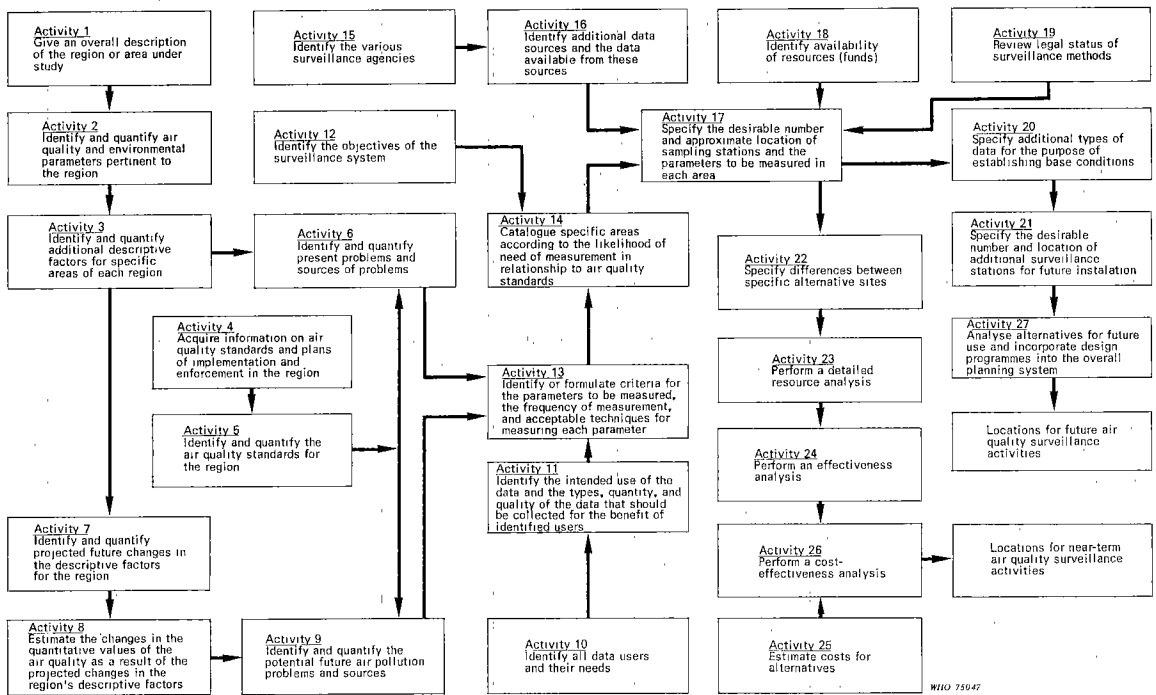 Activity 1
Give an overall description
of the region or area under
study
Activity 15
Identify the various
surveillance agencies
Activity 16
Identify additional data
sources and the data
available from these
sources
Activity 18
Identify availability
of resources (funds)
Activity 19
Review legal status of
surveillance methods
Activity 2
Identify and quantify air
quality and environmental
parameters pertinent to
the region
Activity 12
Identify the objectives of the
surveillance system
Activity 17
Specify the desirable number
and approximate location of
sampling stations and the
parameters to be measured in
each area
Activity 20
Specify additional types of
data for the purpose of
establishing base conditions
Activity 3
Identify and quantify
additional descriptive
factors for specific
areas of each region
Activity 6
Identify and quantify
present problems and
sources of problems
Activity 14
Catalogue specific areas
according to the likelihood of
need of measurement in
relationship to air quality
standards
Activity 22
Specify differences between
specific alternative sites
Activity 21
Specify the desirable
number and location of
additional surveillance
stations for future instalation
Activity 4
Acquire information on air
quality standards and plans
of implementation and
enforcement in the region
Activity 13
Identify or formulate criteria for
the parameters to be measured,
the frequency of measurement,
and acceptable techniques for
measuring each parameter
Activity 23
Perform a detailed
resource analysis
Activity 27
Analyse alternatives for future
use and incorporate design
programmes into the overall
planning system
Activity 5
Identify and quantify the
air quality standards for
the region
Activity 11
Identify the intended use of the
data and the types, quantity, and
quality of the data that should
be collected for the benefit of
identified users
Activity 24
Perform an effectiveness
analysis
Locations for future air
quality surveillance
activities
Activity 7
Identify and quantify
projected future changes in
the descriptive factors
for the region
Activity 26
Perform a cost-
effectiveness analysis
Locations for near-term
air quality surveillance
activities
Activity 8
Estimate the changes in the
quantitative values of the
air quality as a result of the
projected changes in the
region's descriptive factors
Activity 9
Identify and quantify the
potential future air pollution
problems and sources
Activity 10
Identify all data users
and their needs
Activity 25
Estimate costs for
alternatives
WHO 75047